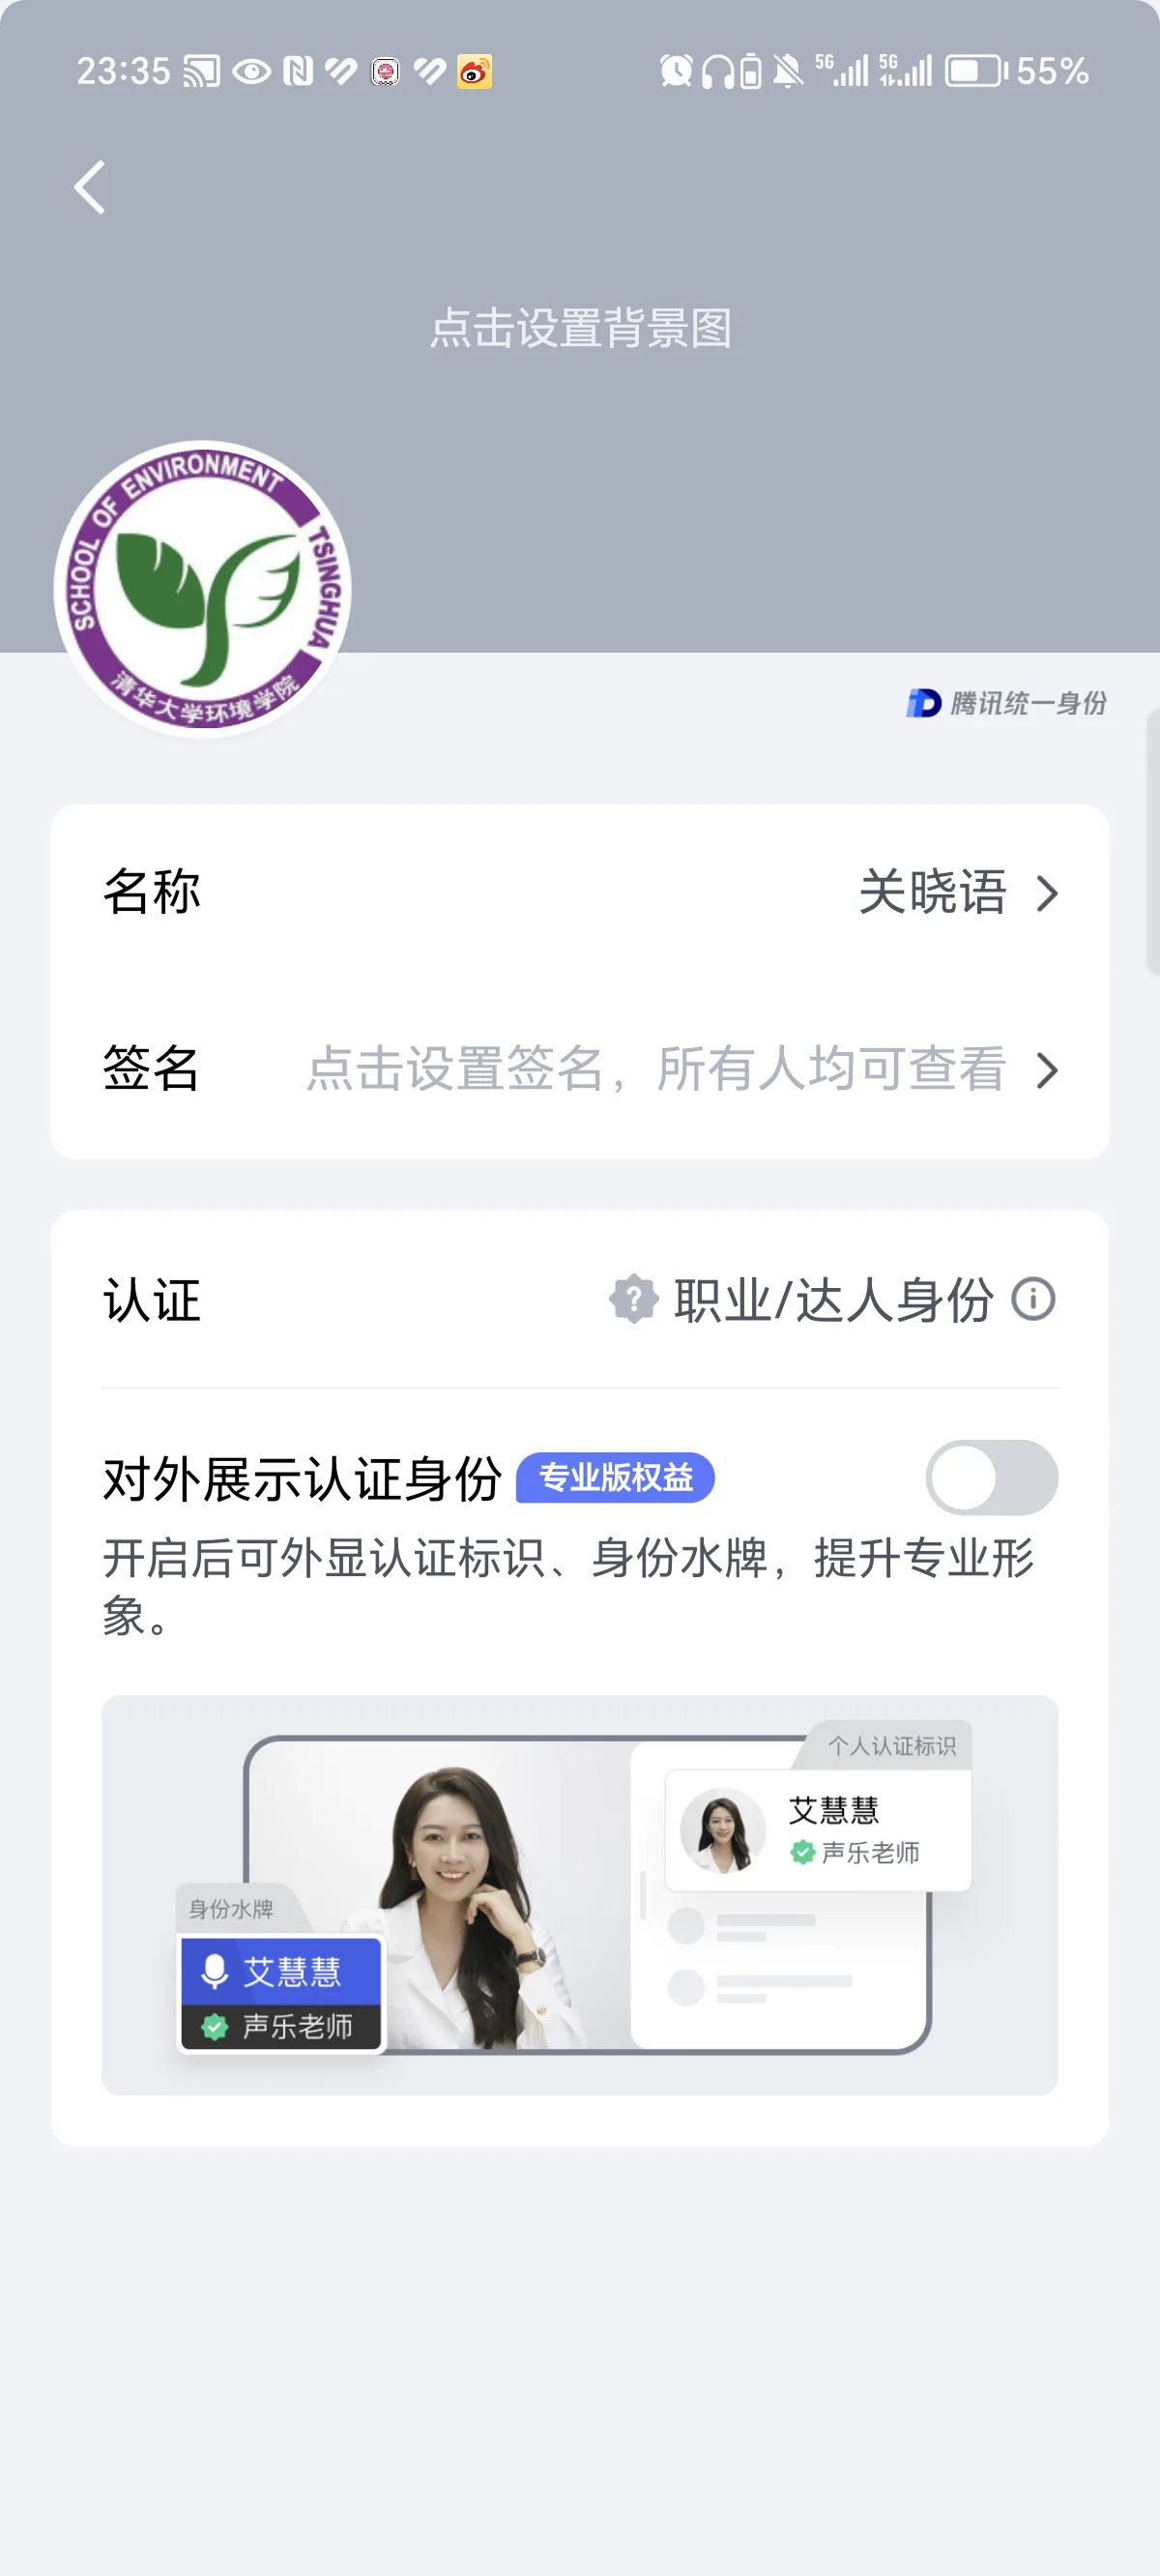 23:35
5G
5G
55%
点击设置背景图
SCHOOL OF ENVIRONMENT
TSINGHUA
清华大学环境学院
腾讯统一身份
名称
关晓语
签名
点击设置签名，所有人均可查看
认证
职业/达人身份
对外展示认证身份
专业版权益
开启后可外显认证标识、身份水牌，提升专业形
象。
个人认证标识
艾慧慧
声乐老师
身份水牌
艾慧慧
声乐老师